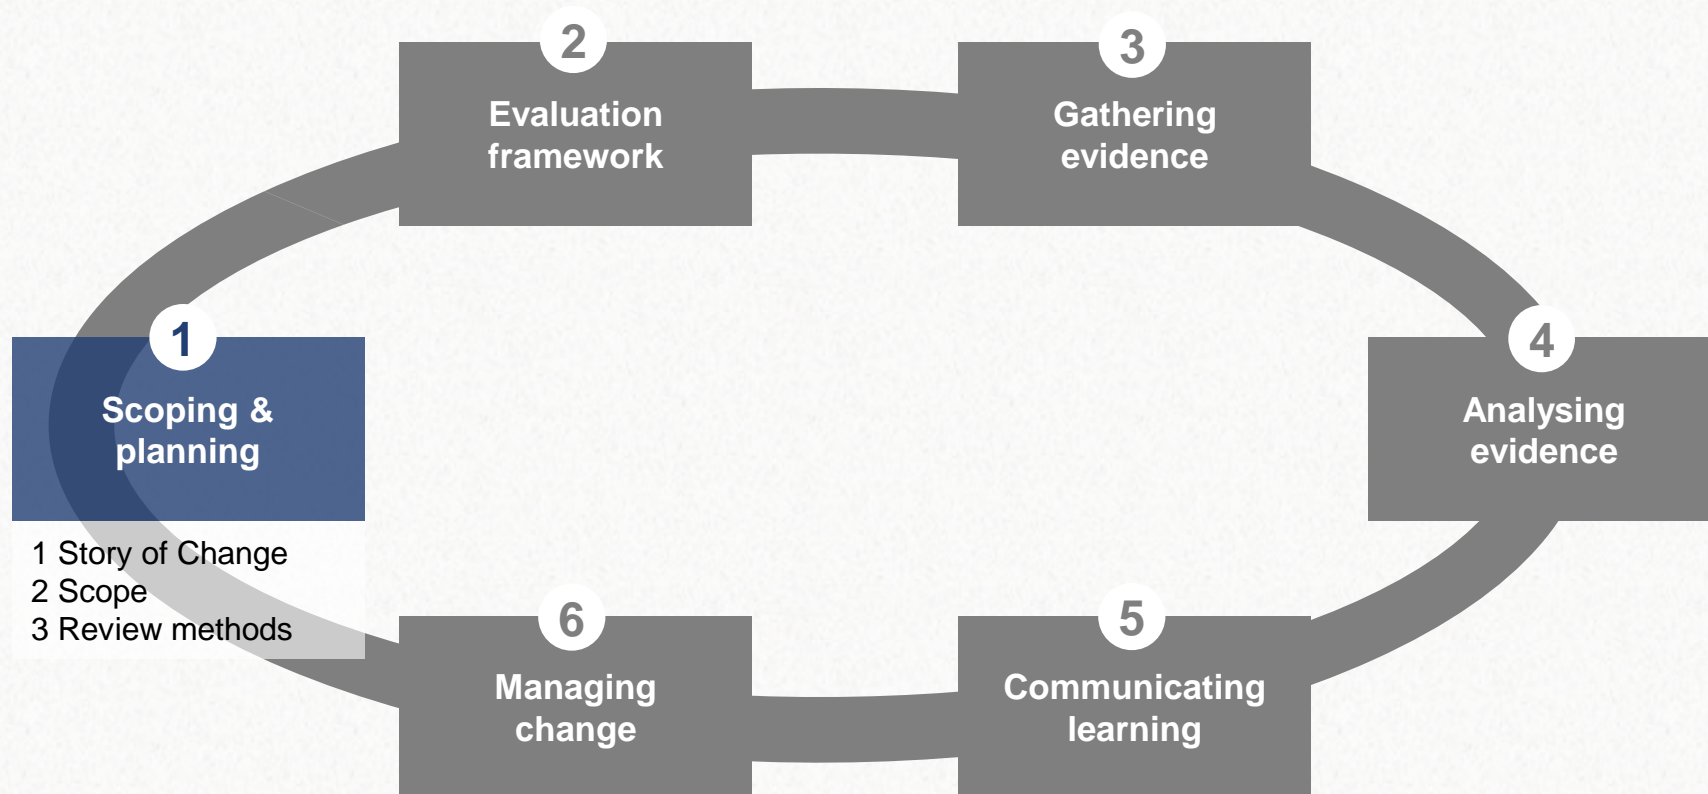 1
Scoping &
planning
1 Story of Change
2 Scope
3 Review methods
2
Evaluation
framework
3
Gathering
evidence
4
Analysing
evidence
5
Communicating
learning
6
Managing
change